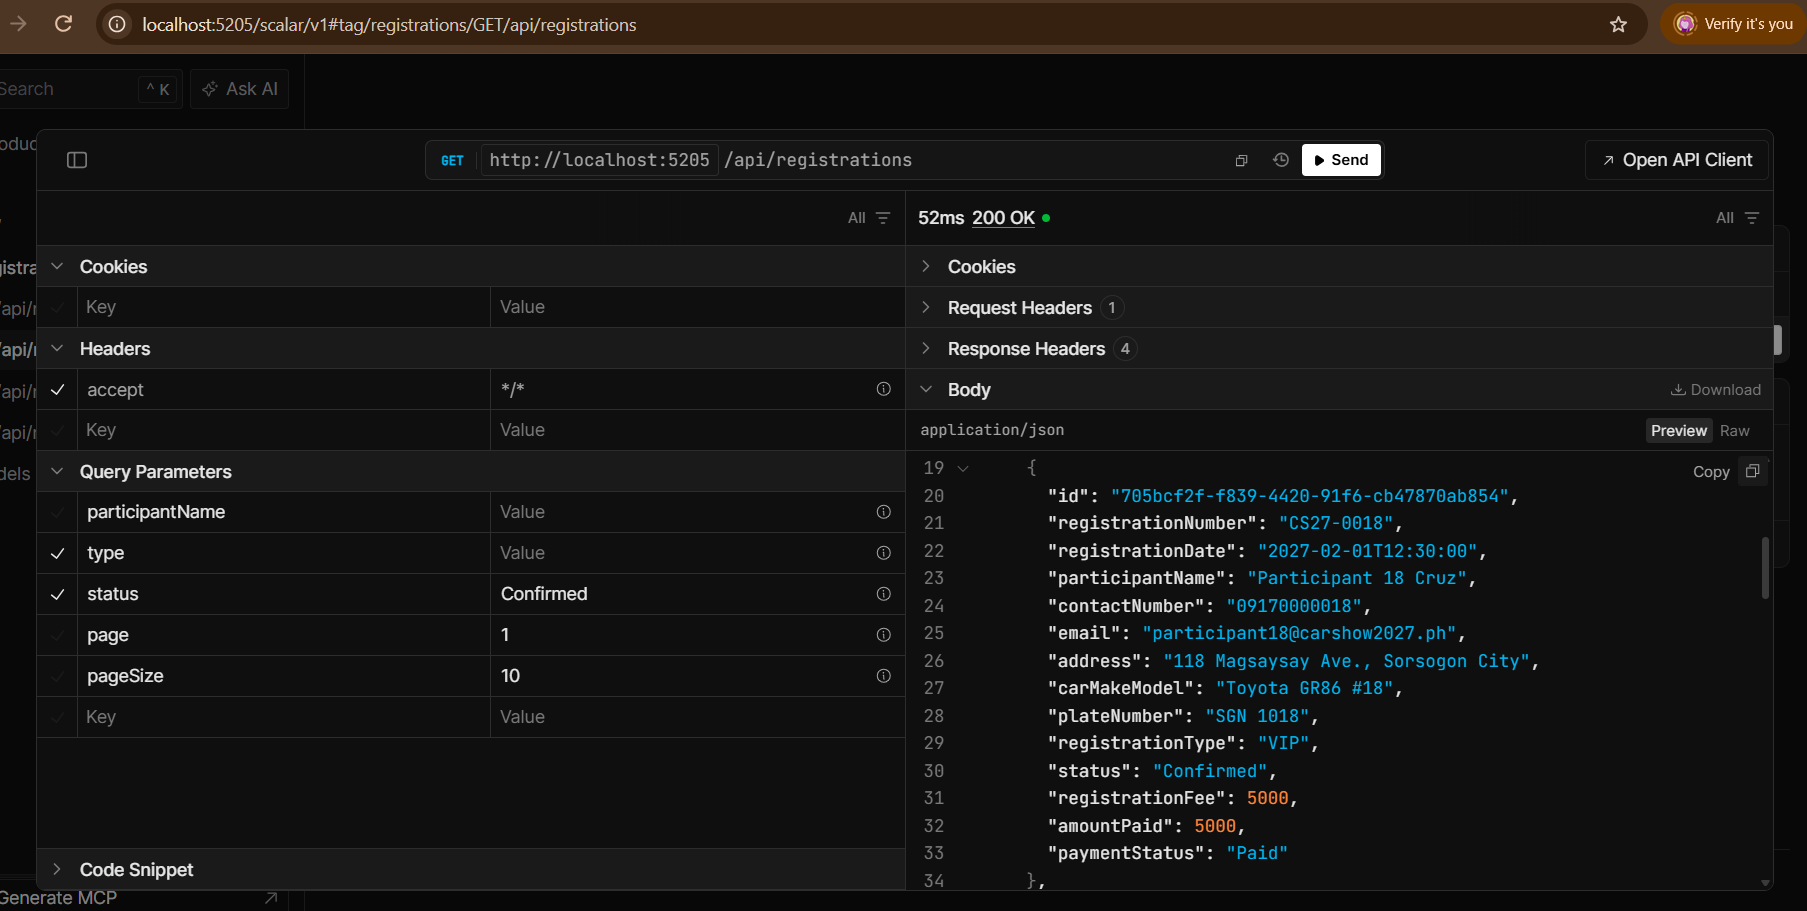 localhost:5205/scalar/v1#tag/registrations/GET/api/registrations
Verify it's you
Search
^ K
Ask AI
GET
http://localhost:5205
/api/registrations
Send
Open API Client
All
52ms 200 OK
All
Cookies
Key
Value
Headers
accept
*/*
Key
Value
Query Parameters
participantName
Value
type
Value
status
Confirmed
page
1
pageSize
10
Key
Value
Code Snippet
Generate MCP
Cookies
Request Headers 1
Response Headers 4
Body
Download
application/json
Preview
Raw
Copy
19 {
20 "id": "705bcf2f-f839-4420-91f6-cb47870ab854",
21 "registrationNumber": "CS27-0018",
22 "registrationDate": "2027-02-01T12:30:00",
23 "participantName": "Participant 18 Cruz",
24 "contactNumber": "09170000018",
25 "email": "participant18@carshow2027.ph",
26 "address": "118 Magsaysay Ave., Sorsogon City",
27 "carMakeModel": "Toyota GR86 #18",
28 "plateNumber": "SGN 1018",
29 "registrationType": "VIP",
30 "status": "Confirmed",
31 "registrationFee": 5000,
32 "amountPaid": 5000,
33 "paymentStatus": "Paid"
34 },